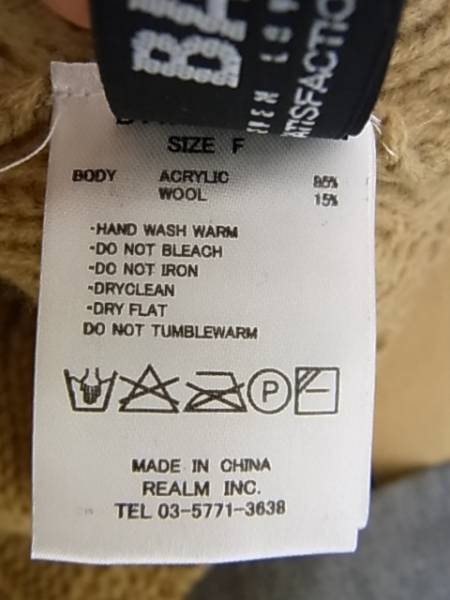 SATISFACTION
SIZE F
BODY ACRYLIC 85%
WOOL 15%
-HAND WASH WARM
-DO NOT BLEACH
-DO NOT IRON
-DRYCLEAN
-DRY FLAT
DO NOT TUMBLEWARM
P
MADE IN CHINA
REALM INC.
TEL 03-5771-3638